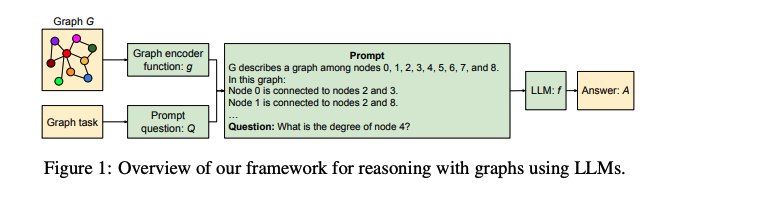 Graph G
Graph encoder
function: g
Graph task
Prompt
question: Q
Prompt
G describes a graph among nodes 0, 1, 2, 3, 4, 5, 6, 7, and 8.
In this graph:
Node 0 is connected to nodes 2 and 3.
Node 1 is connected to nodes 2 and 8.
...
Question: What is the degree of node 4?
LLM: f
Answer: A
Figure 1: Overview of our framework for reasoning with graphs using LLMs.